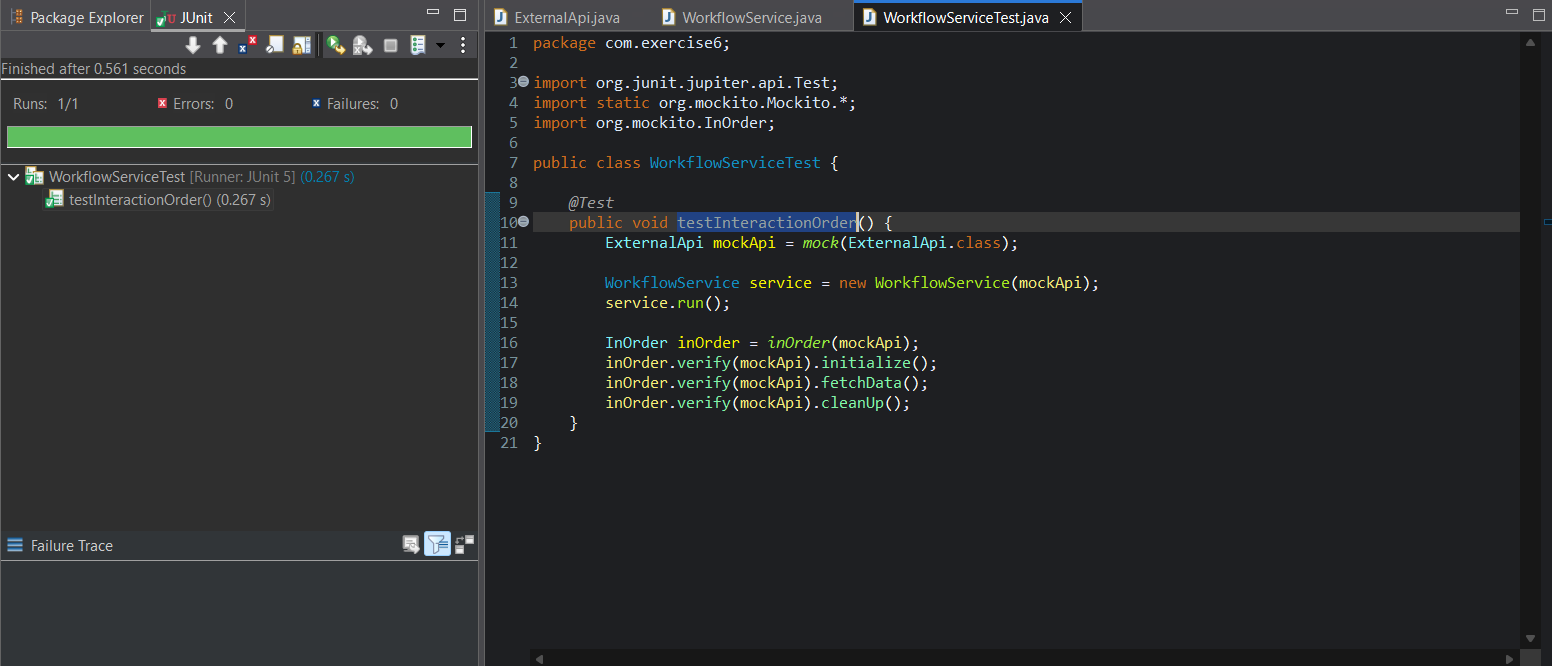 Package Explorer JUnit
Finished after 0.561 seconds
Runs: 1/1 Errors: 0 Failures: 0
WorkflowServiceTest [Runner: JUnit 5] (0.267 s)
testInteractionOrder() (0.267 s)
Failure Trace
ExternalApi.java WorkflowService.java WorkflowServiceTest.java
1 package com.exercise6;
2
3 import org.junit.jupiter.api.Test;
4 import static org.mockito.Mockito.*;
5 import org.mockito.InOrder;
6
7 public class WorkflowServiceTest {
8
9 @Test
10 public void testInteractionOrder() {
11 ExternalApi mockApi = mock(ExternalApi.class);
12
13 WorkflowService service = new WorkflowService(mockApi);
14 service.run();
15
16 InOrder inOrder = inOrder(mockApi);
17 inOrder.verify(mockApi).initialize();
18 inOrder.verify(mockApi).fetchData();
19 inOrder.verify(mockApi).cleanUp();
20 }
21 }